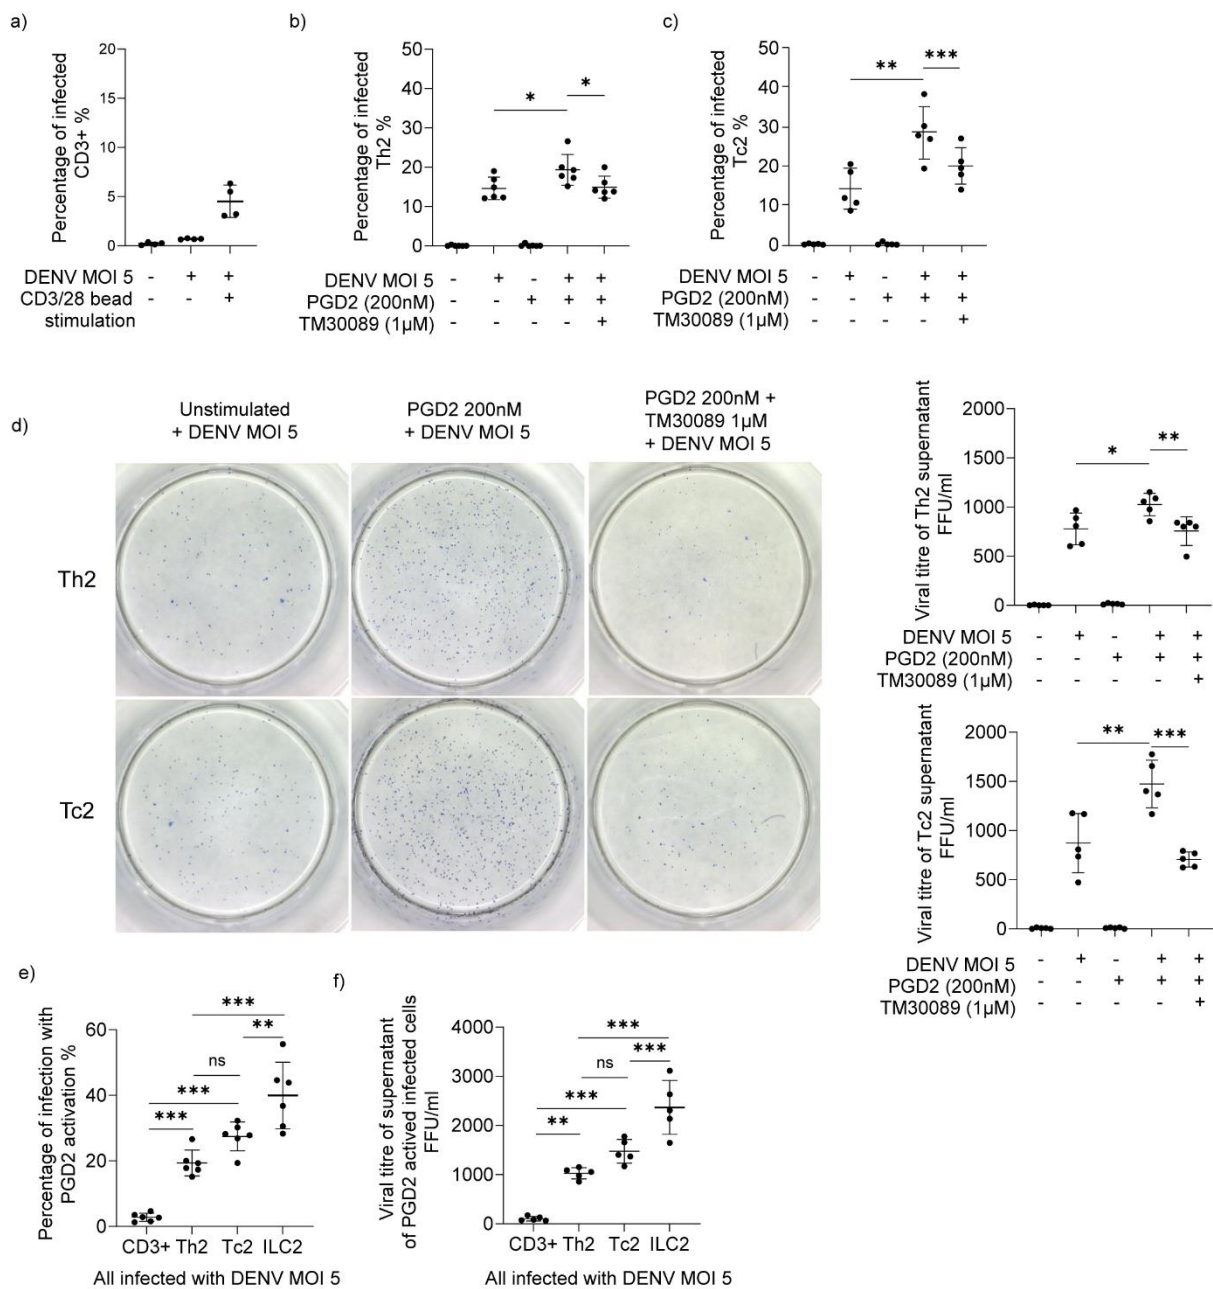 a)
Percentage of infected
CD3+ %
20
15
10
5
0
DENV MOI 5 - + +
CD3/28 bead - - +
stimulation
b)
Percentage of infected
Th2 %
50
40
30
20
10
0
*
*
DENV MOI 5 - + - + +
PGD2 (200nM) - - + + +
TM30089 (1µM) - - - - +
c)
Percentage of infected
Tc2 %
50
40
30
20
10
0
**
***
DENV MOI 5 - + - + +
PGD2 (200nM) - - + + +
TM30089 (1µM) - - - - +
d)
Unstimulated
+ DENV MOI 5
PGD2 200nM
+ DENV MOI 5
PGD2 200nM +
TM30089 1µM
+ DENV MOI 5
Th2
Tc2
Viral titre of Th2 supernatant
FFU/ml
2000
1500
1000
500
0
*
**
DENV MOI 5 - + - + +
PGD2 (200nM) - - + + +
TM30089 (1µM) - - - - +
Viral titre of Tc2 supernatant
FFU/ml
2000
1500
1000
500
0
**
***
DENV MOI 5 - + - + +
PGD2 (200nM) - - + + +
TM30089 (1µM) - - - - +
e)
Percentage of infection with
PGD2 activation %
60
40
20
0
***
**
ns
***
***
CD3+ Th2 Tc2 ILC2
All infected with DENV MOI 5
f)
Viral titre of supernatant
of PGD2 actived infected cells
FFU/ml
4000
3000
2000
1000
0
***
***
ns
***
**
CD3+ Th2 Tc2 ILC2
All infected with DENV MOI 5